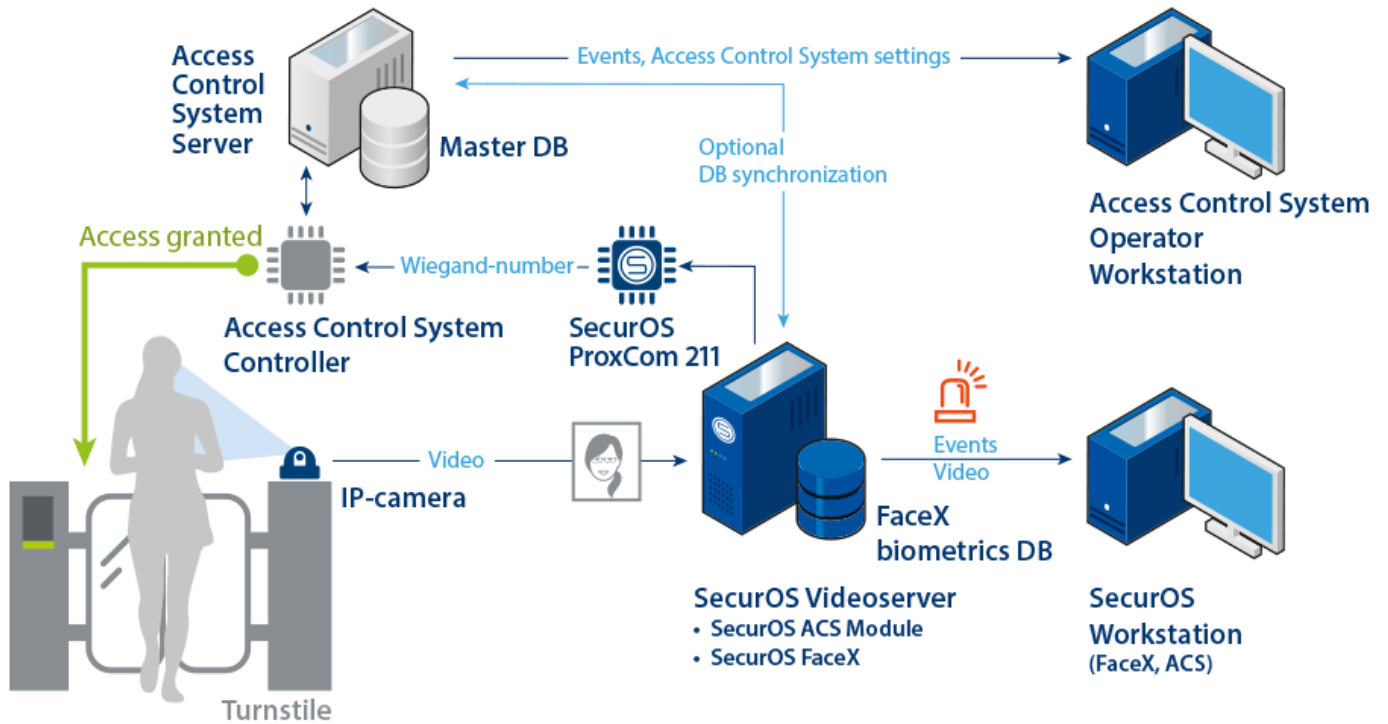 Access
Control
System
Server
Master DB
Events, Access Control System settings
Optional
DB synchronization
Access Control System
Operator
Workstation
Access granted
Wiegand-number
S
Access Control System
Controller
SecurOS
ProxCom 211
Video
IP-camera
S
Events
Video
FaceX
biometrics DB
SecurOS Videoserver
• SecurOS ACS Module
• SecurOS FaceX
SecurOS
Workstation
(FaceX, ACS)
Turnstile